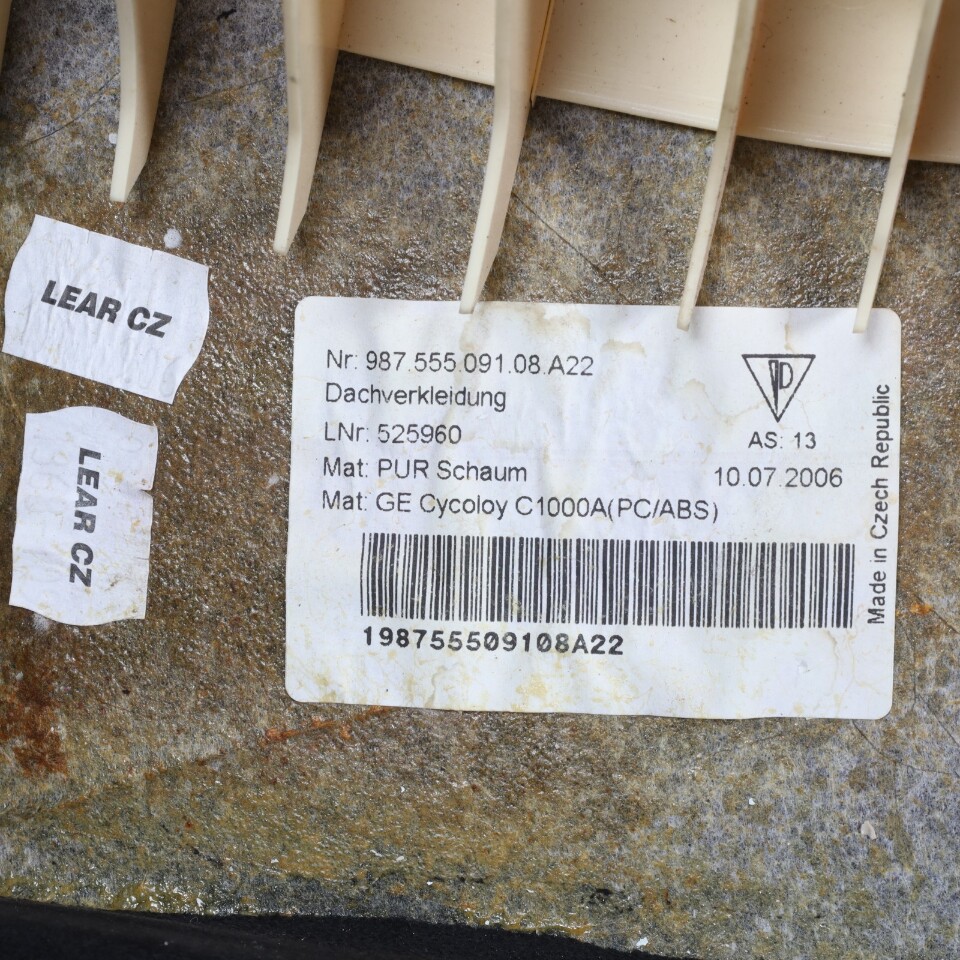 LEAR CZ
LEAR CZ
Nr: 987.555.091.08.A22
Dachverkleidung
LNr: 525960
AS: 13
Mat: PUR Schaum
10.07.2006
Mat: GE Cycoloy C1000A(PC/ABS)
198755509108A22
Made in Czech Republic